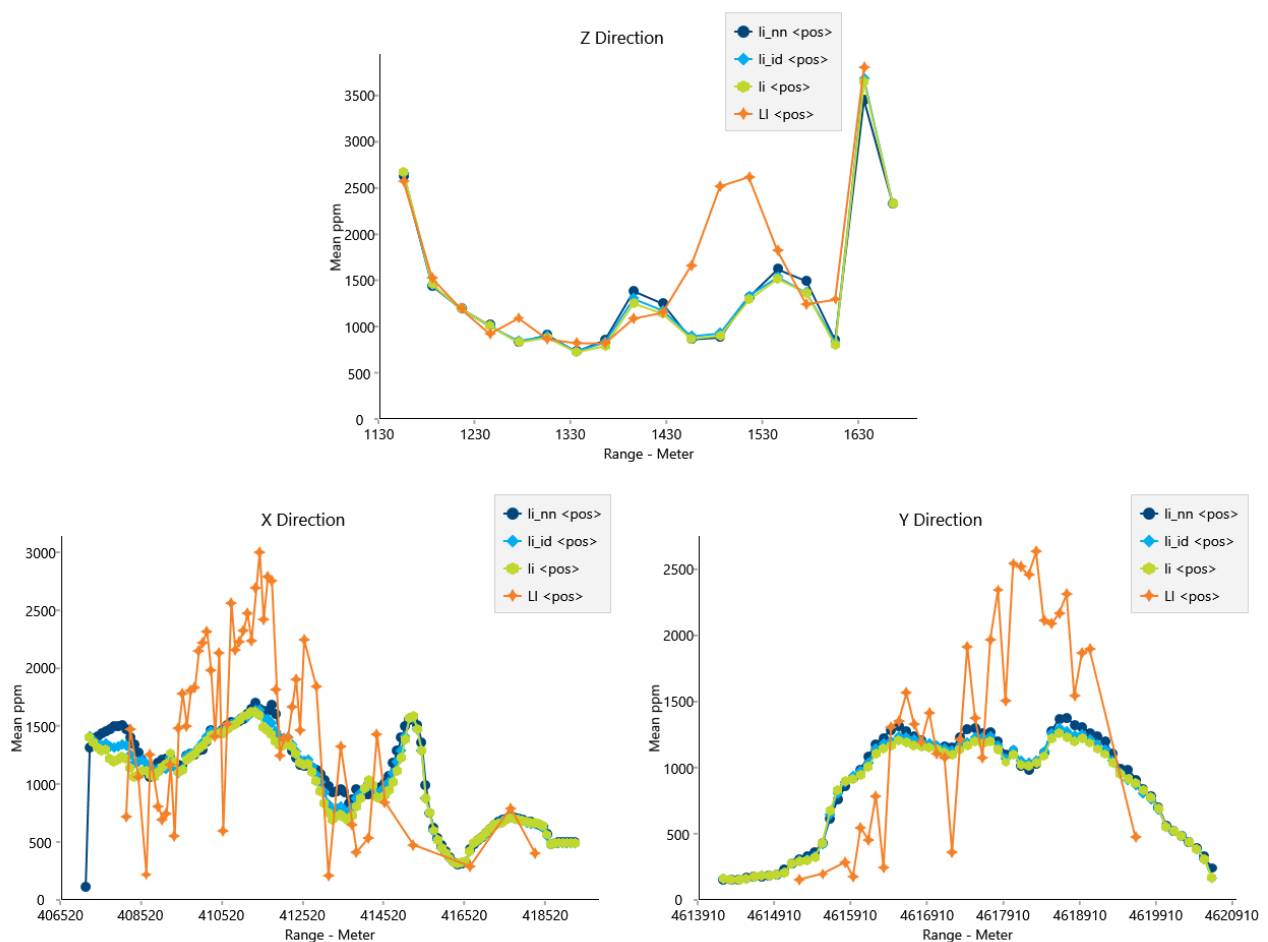 Z Direction
li_nn <pos>
li_id <pos>
li <pos>
LI <pos>
Mean ppm
3500
3000
2500
2000
1500
1000
500
0
1130 1230 1330 1430 1530 1630
Range - Meter
X Direction
li_nn <pos>
li_id <pos>
li <pos>
LI <pos>
Mean ppm
3000
2500
2000
1500
1000
500
0
406520 408520 410520 412520 414520 416520 418520
Range - Meter
Y Direction
li_nn <pos>
li_id <pos>
li <pos>
LI <pos>
Mean ppm
2500
2000
1500
1000
500
0
4613910 4614910 4615910 4616910 4617910 4618910 4619910 4620910
Range - Meter